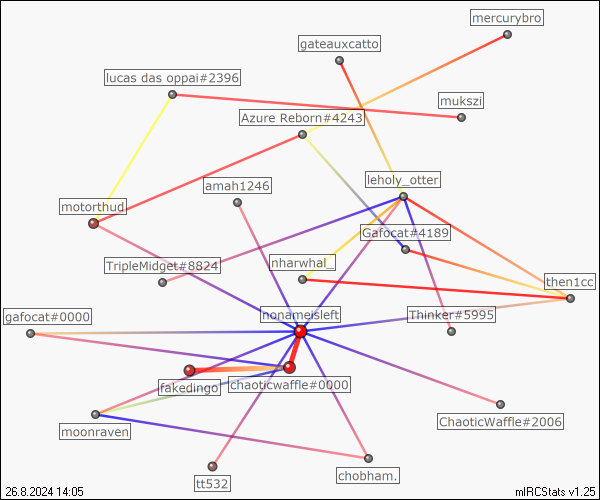 mercurybro
gateauxcatto
lucas das oppai#2396
mukszi
Azure Reborn#4243
leholy_otter
amah1246
motorthud
Gafocat#4189
nharwhal_
TripleMidget#8824
then1cc
nonameisleft
Thinker#5995
gafocat#0000
fakedingo
Chaoticwaffle#0000
ChaoticWaffle#2006
moonraven
tt532
chobham.
26.8.2024 14:05
mIRCStats v1.25